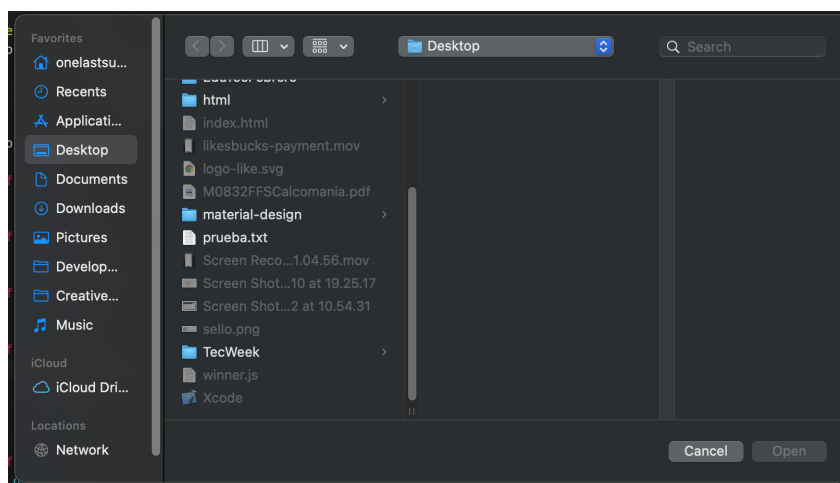 Favorites
onelastsu...
Recents
Applicati...
Desktop
Documents
Downloads
Pictures
Develop...
Creative...
Music
iCloud
iCloud Dri...
Locations
Network
Desktop
Search
html
index.html
likesbucks-payment.mov
logo-like.svg
M0832FFSCalcomania.pdf
material-design
prueba.txt
Screen Reco...1.04.56.mov
Screen Shot...10 at 19.25.17
Screen Shot...2 at 10.54.31
sello.png
TecWeek
winner.js
Xcode
Cancel
Open